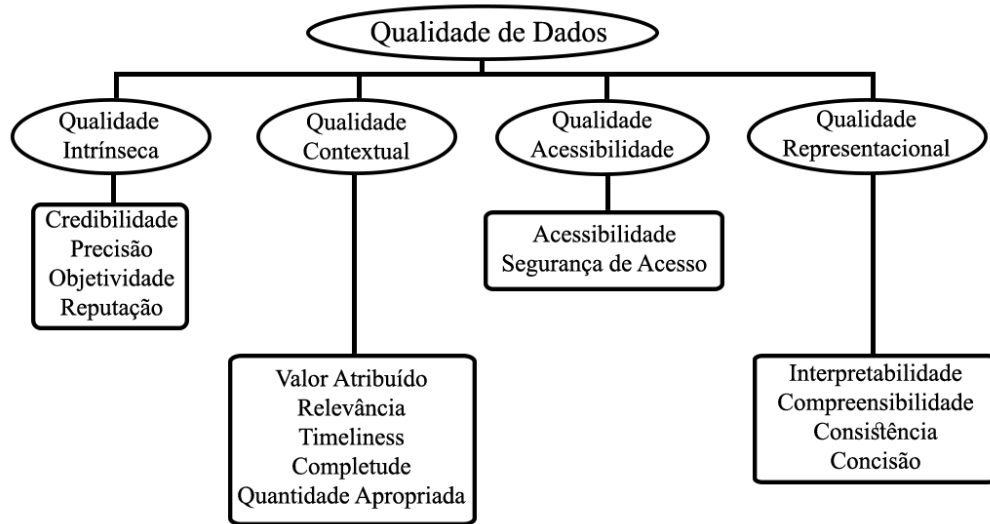 Qualidade de Dados
Qualidade
Intrínseca
Qualidade
Contextual
Qualidade
Acessibilidade
Qualidade
Representacional
Credibilidade
Precisão
Objetividade
Reputação
Valor Atribuído
Relevância
Timeliness
Completude
Quantidade Apropriada
Acessibilidade
Segurança de Acesso
Interpretabilidade
Compreensibilidade
Consistência
Concisão